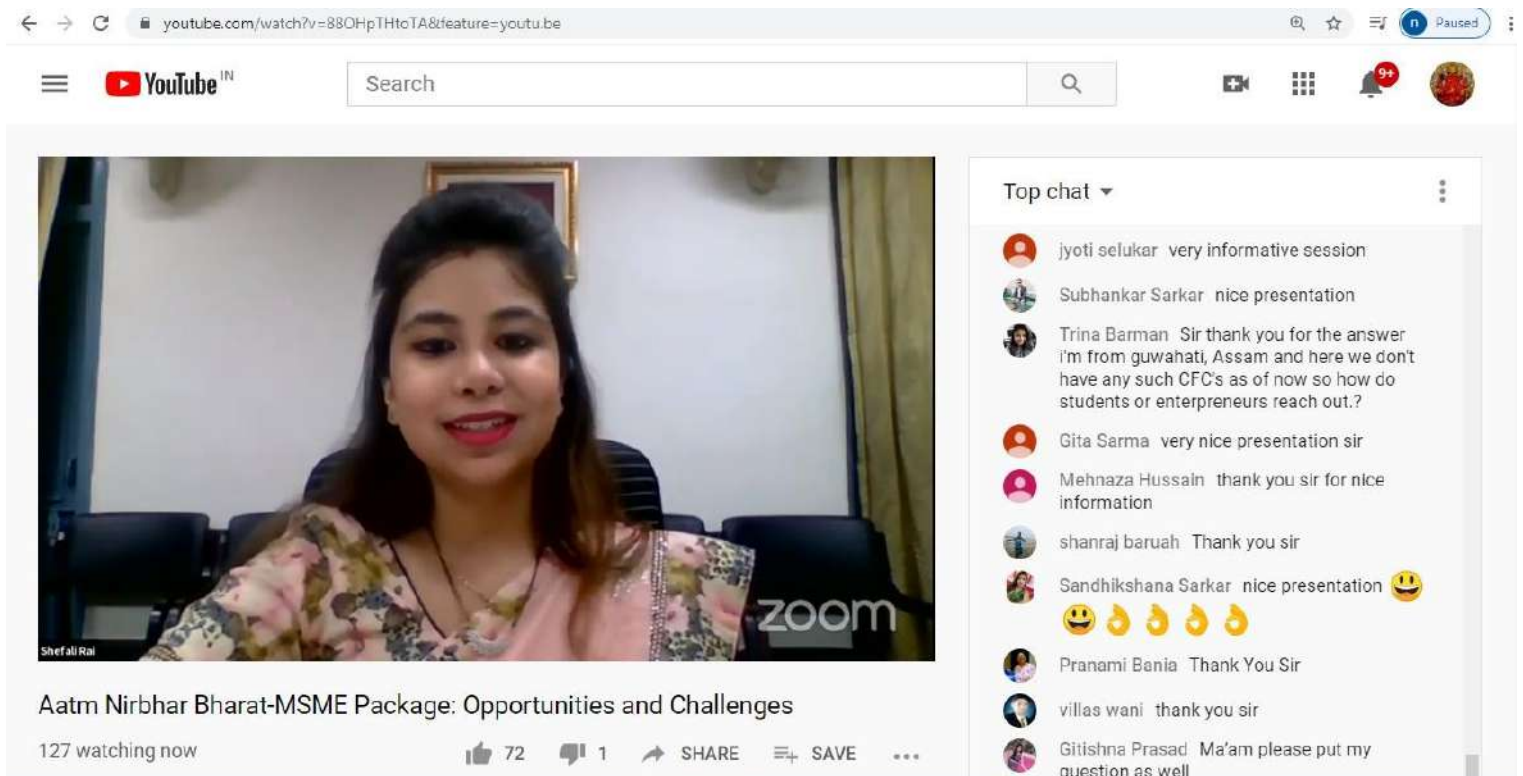 youtube.com/watch?v=88OHpTHtoTA&feature=youtu.be
n Paused
YouTube IN
Search
9+
zoom
Shefali Rai
Aatm Nirbhar Bharat-MSME Package: Opportunities and Challenges
127 watching now
72 1 SHARE SAVE
Top chat
jyoti selukar very informative session
Subhankar Sarkar nice presentation
Trina Barman Sir thank you for the answer
i'm from guwahati, Assam and here we don't
have any such CFC's as of now so how do
students or enterpreneurs reach out.?
Gita Sarma very nice presentation sir
Mehnaza Hussain thank you sir for nice
information
shanraj baruah Thank you sir
Sandhikshana Sarkar nice presentation 😃
😃👌👌👌👌
Pranami Bania Thank You Sir
villas wani thank you sir
Gitishna Prasad Ma'am please put my
question as well